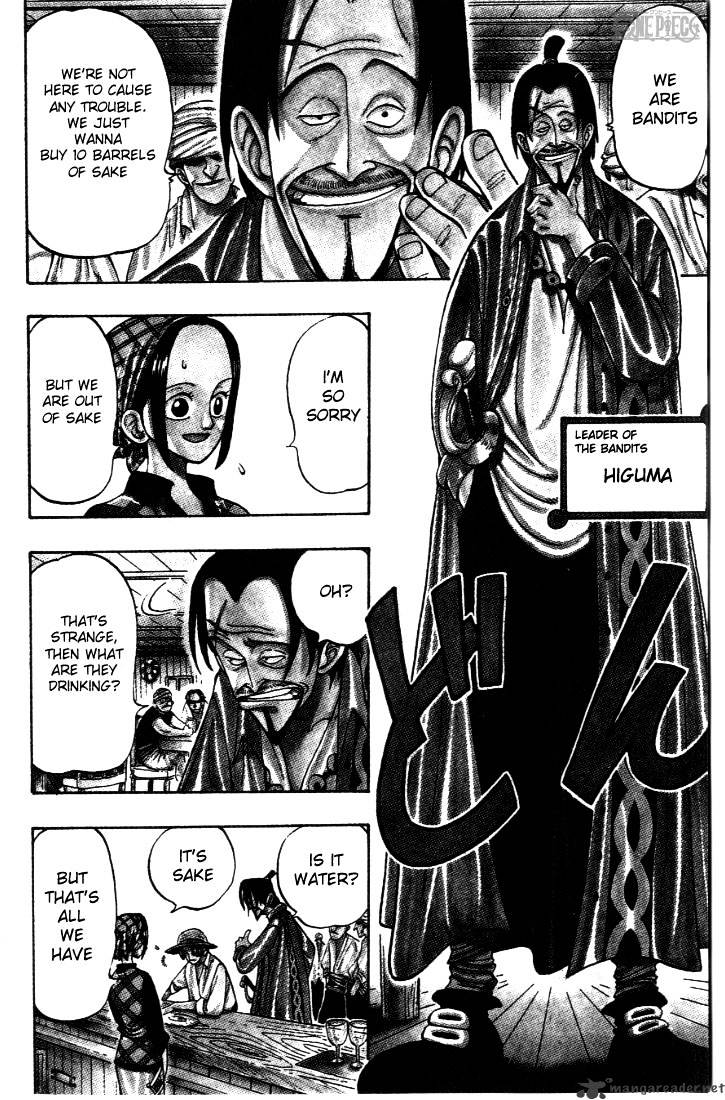 ONE PIECE
WE
ARE
BANDITS
WE'RE NOT
HERE TO CAUSE
ANY TROUBLE.
WE JUST
WANNA
BUY 10 BARRELS
OF SAKE
LEADER OF
THE BANDITS
HIGUMA
どん
I'M
SO
SORRY
BUT WE
ARE OUT
OF SAKE
OH?
THAT'S
STRANGE,
THEN WHAT
ARE THEY
DRINKING?
IS IT
WATER?
IT'S
SAKE
BUT
THAT'S
ALL
WE
HAVE
mangareader.net